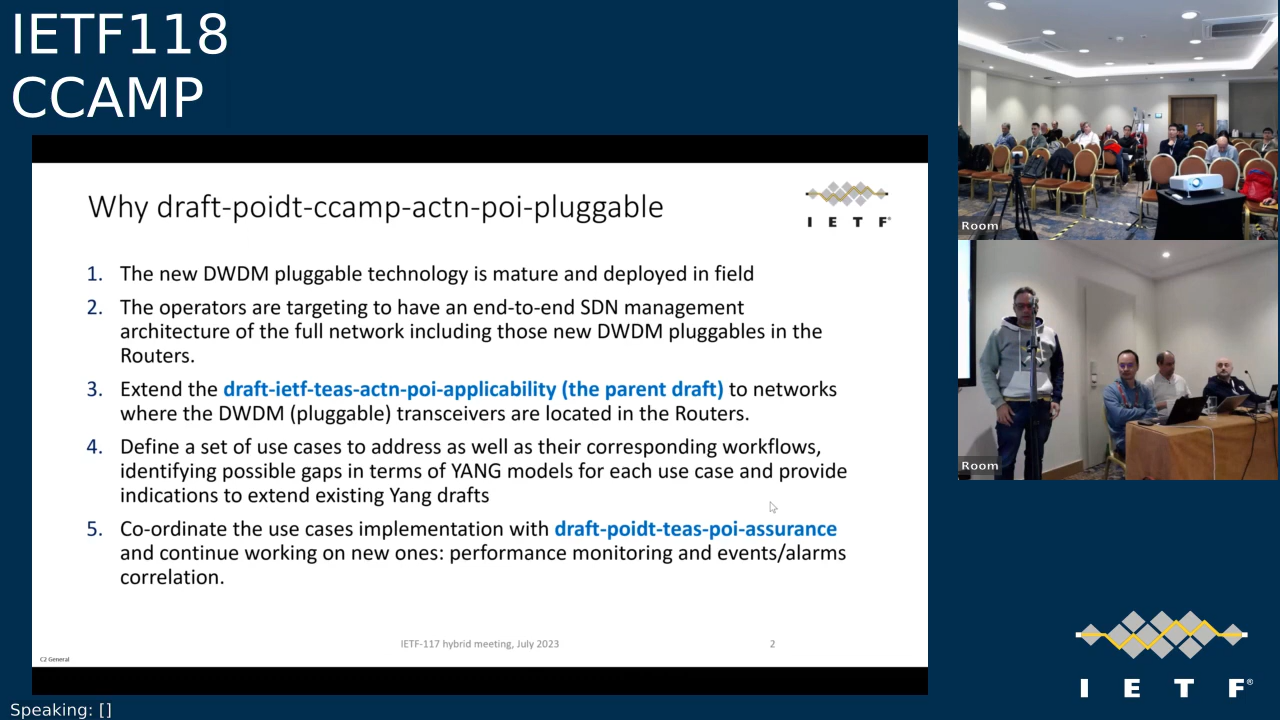 IETF118
CCAMP
Why draft-poidt-ccamp-actn-poi-pluggable
I E T F
1. The new DWDM pluggable technology is mature and deployed in field
2. The operators are targeting to have an end-to-end SDN management
architecture of the full network including those new DWDM pluggables in the
Routers.
3. Extend the draft-ietf-teas-actn-poi-applicability (the parent draft) to networks
where the DWDM (pluggable) transceivers are located in the Routers.
4. Define a set of use cases to address as well as their corresponding workflows,
identifying possible gaps in terms of YANG models for each use case and provide
indications to extend existing Yang drafts
5. Co-ordinate the use cases implementation with draft-poidt-teas-poi-assurance
and continue working on new ones: performance monitoring and events/alarms
correlation.
IETF-117 hybrid meeting, July 2023
2
C2 General
Room
Room
I E T F®
Speaking: []